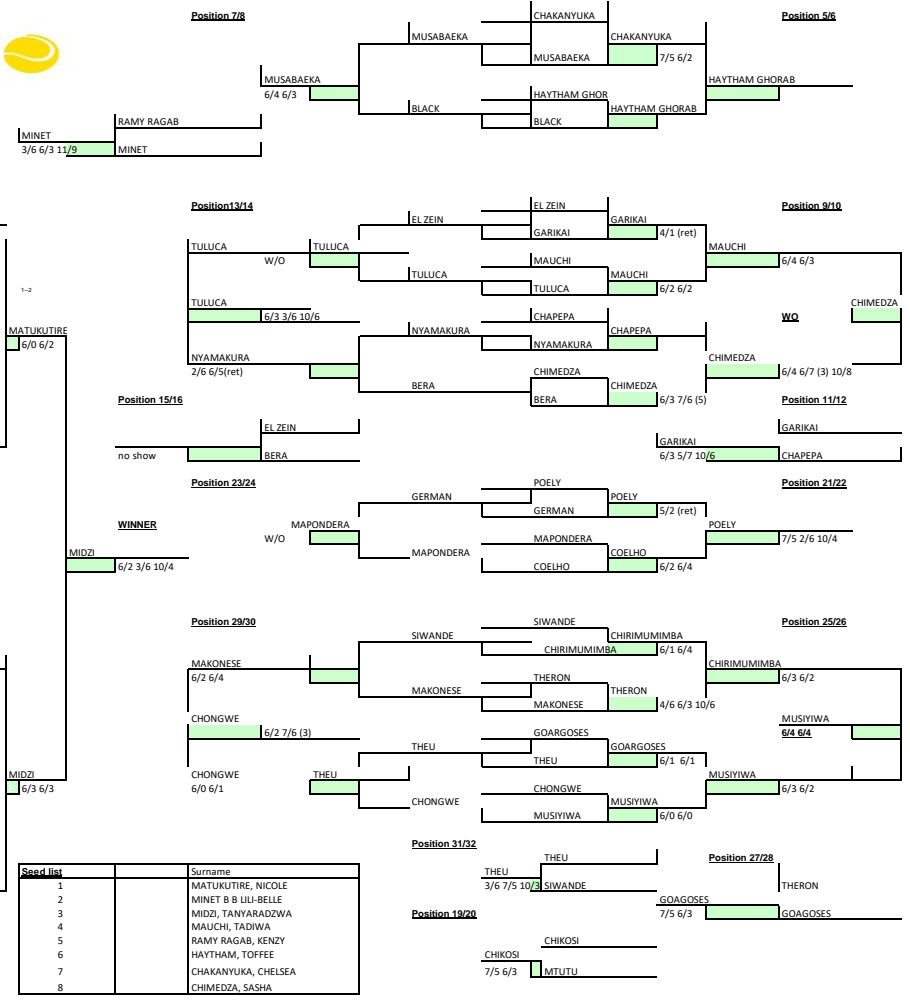 Position 7/8
CHAKANYUKA
Position 5/6
MUSABAEKA
CHAKANYUKA
MUSABAEKA
7/5 6/2
MUSABAEKA
HAYTHAM GHORAB
6/4 6/3
HAYTHAM GHOR
BLACK
HAYTHAM GHORAB
RAMY RAGAB
BLACK
MINET
3/6 6/3 11/9
MINET
Position13/14
EL ZEIN
Position 9/10
EL ZEIN
GARIKAI
GARIKAI
4/1 (ret)
TULUCA
TULUCA
MAUCHI
W/O
MAUCHI
6/4 6/3
TULUCA
MAUCHI
1--2
TULUCA
6/2 6/2
TULUCA
CHIMEDZA
6/3 3/6 10/6
CHAPEPA
WO
MATUKUTIRE
NYAMAKURA
CHAPEPA
6/0 6/2
NYAMAKURA
NYAMAKURA
CHIMEDZA
2/6 6/5(ret)
CHIMEDZA
6/4 6/7 (3) 10/8
BERA
CHIMEDZA
Position 15/16
BERA
6/3 7/6 (5)
Position 11/12
EL ZEIN
GARIKAI
GARIKAI
no show
BERA
6/3 5/7 10/6
CHAPEPA
Position 23/24
POELY
Position 21/22
GERMAN
POELY
GERMAN
5/2 (ret)
WINNER
MAPONDERA
POELY
W/O
MAPONDERA
7/5 2/6 10/4
MIDZI
MAPONDERA
COELHO
6/2 3/6 10/4
COELHO
6/2 6/4
Position 29/30
SIWANDE
Position 25/26
SIWANDE
CHIRIMUMIMBA
CHIRIMUMIMBA
6/1 6/4
MAKONESE
CHIRIMUMIMBA
6/2 6/4
THERON
6/3 6/2
MAKONESE
THERON
MAKONESE
4/6 6/3 10/6
CHONGWE
MUSIYIWA
6/2 7/6 (3)
GOARGOSES
6/4 6/4
THEU
GOARGOSES
THEU
6/1 6/1
MIDZI
CHONGWE
THEU
MUSIYIWA
6/3 6/3
6/0 6/1
CHONGWE
6/3 6/2
CHONGWE
MUSIYIWA
MUSIYIWA
6/0 6/0
Position 31/32
THEU
Position 27/28
Seed list
Surname
THEU
1
MATUKUTIRE, NICOLE
3/6 7/5 10/3
SIWANDE
THERON
2
MINET B B LILI-BELLE
GOAGOSES
3
MIDZI, TANYARADZWA
Position 19/20
7/5 6/3
GOAGOSES
4
MAUCHI, TADIWA
5
RAMY RAGAB, KENZY
CHIKOSI
6
HAYTHAM, TOFFEE
CHIKOSI
7
CHAKANYUKA, CHELSEA
7/5 6/3
MTUTU
8
CHIMEDZA, SASHA